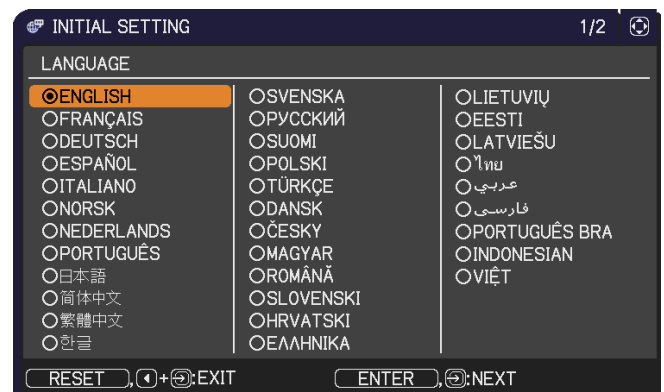 INITIAL SETTING 1/2
LANGUAGE
ENGLISH
FRANÇAIS
DEUTSCH
ESPAÑOL
ITALIANO
NORSK
NEDERLANDS
PORTUGUÊS
日本語
简体中文
繁體中文
한글
SVENSKA
РУССКИЙ
SUOMI
POLSKI
TÜRKÇE
DANSK
ČESKY
MAGYAR
ROMÂNĂ
SLOVENSKI
HRVATSKI
ΕΛΛΗΝΙΚΑ
LIETUVIŲ
EESTI
LATVIEŠU
ไทย
عربي
فارسی
PORTUGUÊS BRA
INDONESIAN
VIỆT
RESET ,+:EXIT ENTER ,:NEXT